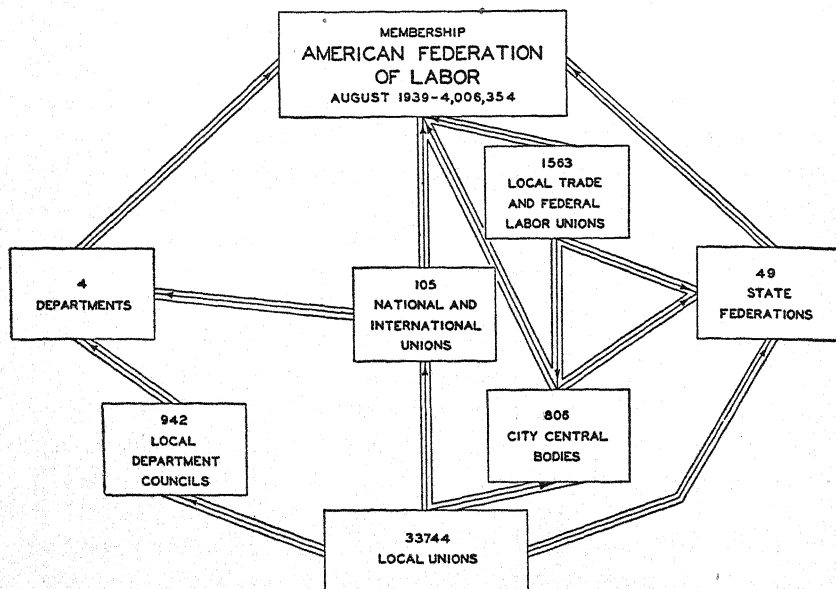 MEMBERSHIP
AMERICAN FEDERATION
OF LABOR
AUGUST 1939-4,006,354
1563
LOCAL TRADE
AND FEDERAL
LABOR UNIONS
4
DEPARTMENTS
105
NATIONAL AND
INTERNATIONAL
UNIONS
49
STATE
FEDERATIONS
942
LOCAL
DEPARTMENT
COUNCILS
806
CITY CENTRAL
BODIES
33744
LOCAL UNIONS